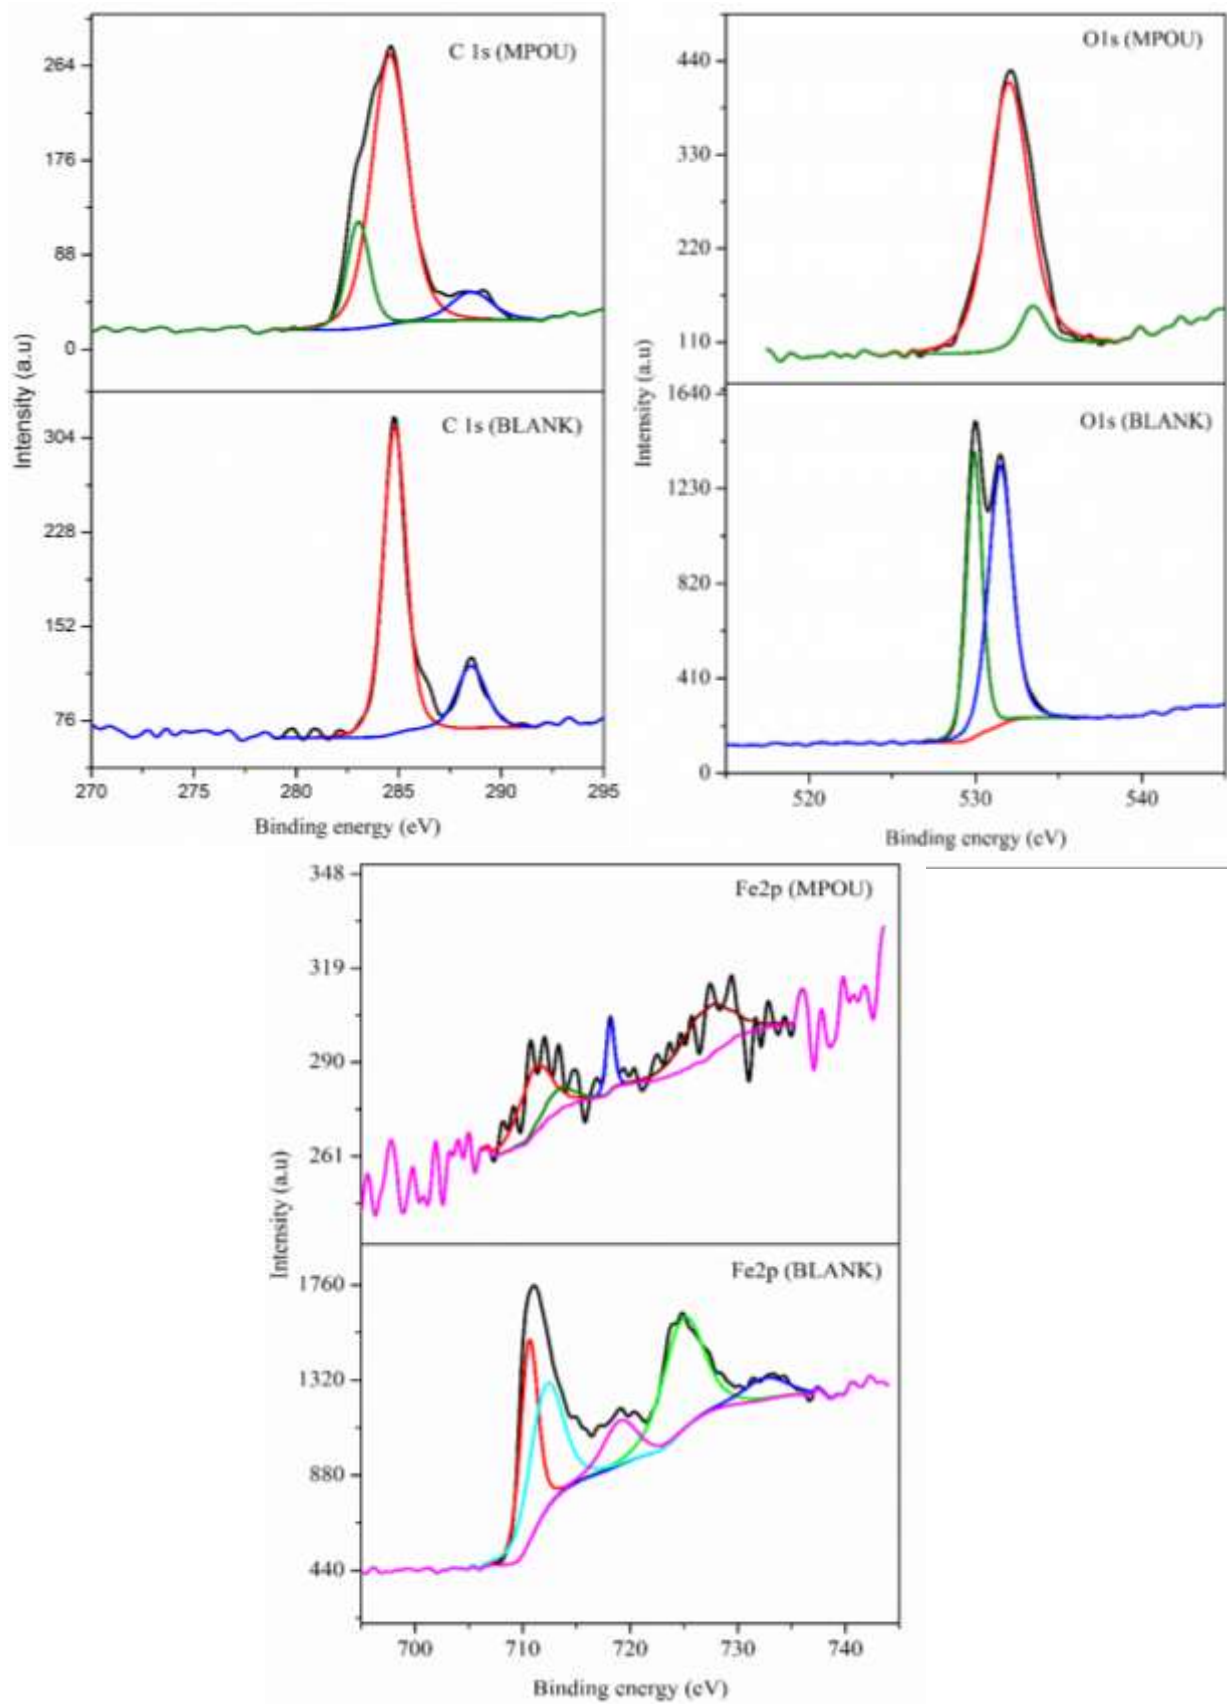 C 1s (MPOU)
264
176
88
0
Intensity (a.u)
C 1s (BLANK)
304
228
152
76
270 275 280 285 290 295
Binding energy (eV)
O1s (MPOU)
440
330
220
110
Intensity (a.u)
O1s (BLANK)
1640
1230
820
410
0
520 530 540
Binding energy (eV)
Fe2p (MPOU)
348
319
290
261
Intensity (a.u)
Fe2p (BLANK)
1760
1320
880
440
700 710 720 730 740
Binding energy (eV)